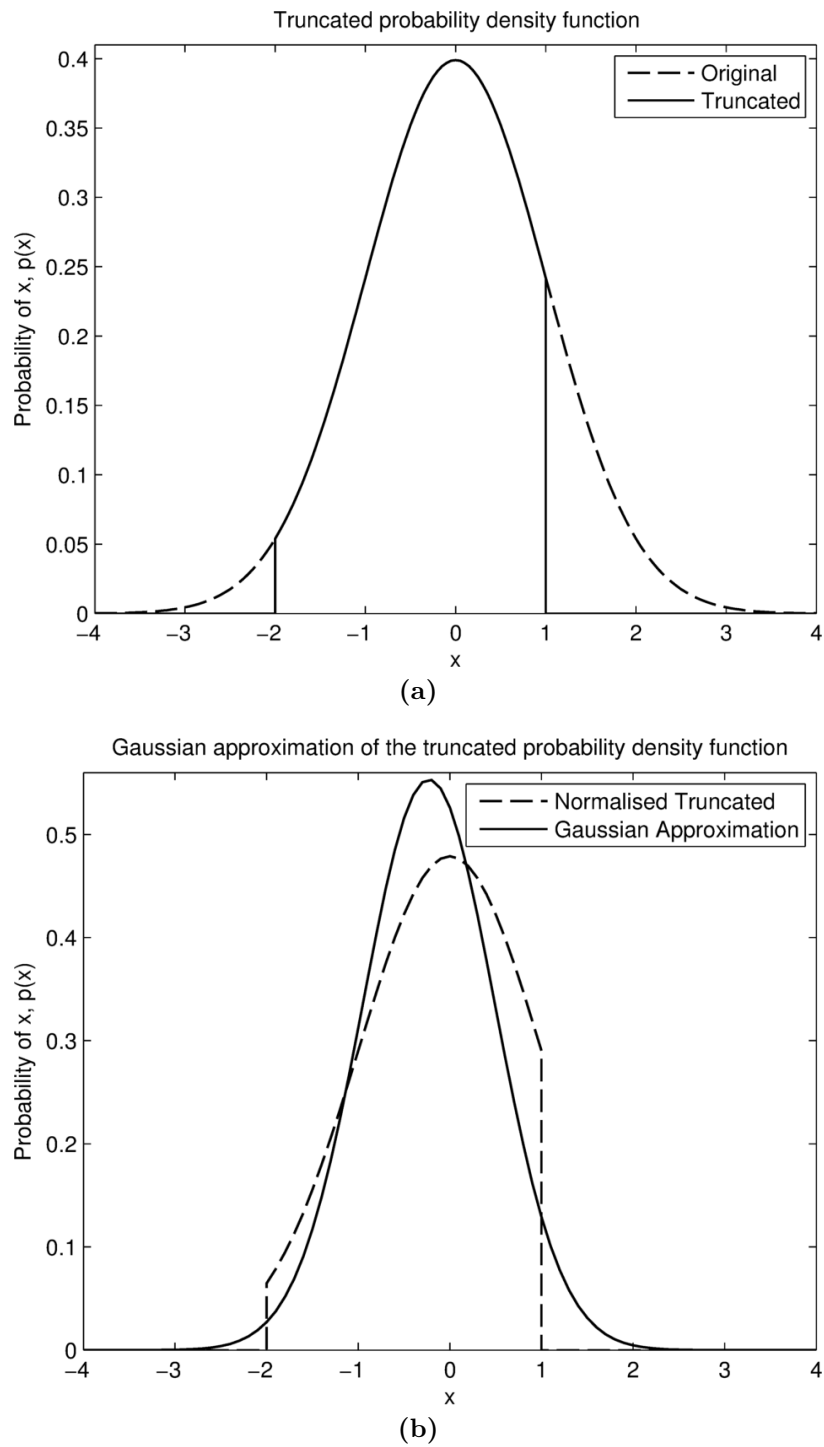 Truncated probability density function
Original
Truncated
Probability of x, p(x)
0.4
0.35
0.3
0.25
0.2
0.15
0.1
0.05
0
−4 −3 −2 −1 0 1 2 3 4
x
(a)
Gaussian approximation of the truncated probability density function
Normalised Truncated
Gaussian Approximation
Probability of x, p(x)
0.5
0.4
0.3
0.2
0.1
0
−4 −3 −2 −1 0 1 2 3 4
x
(b)